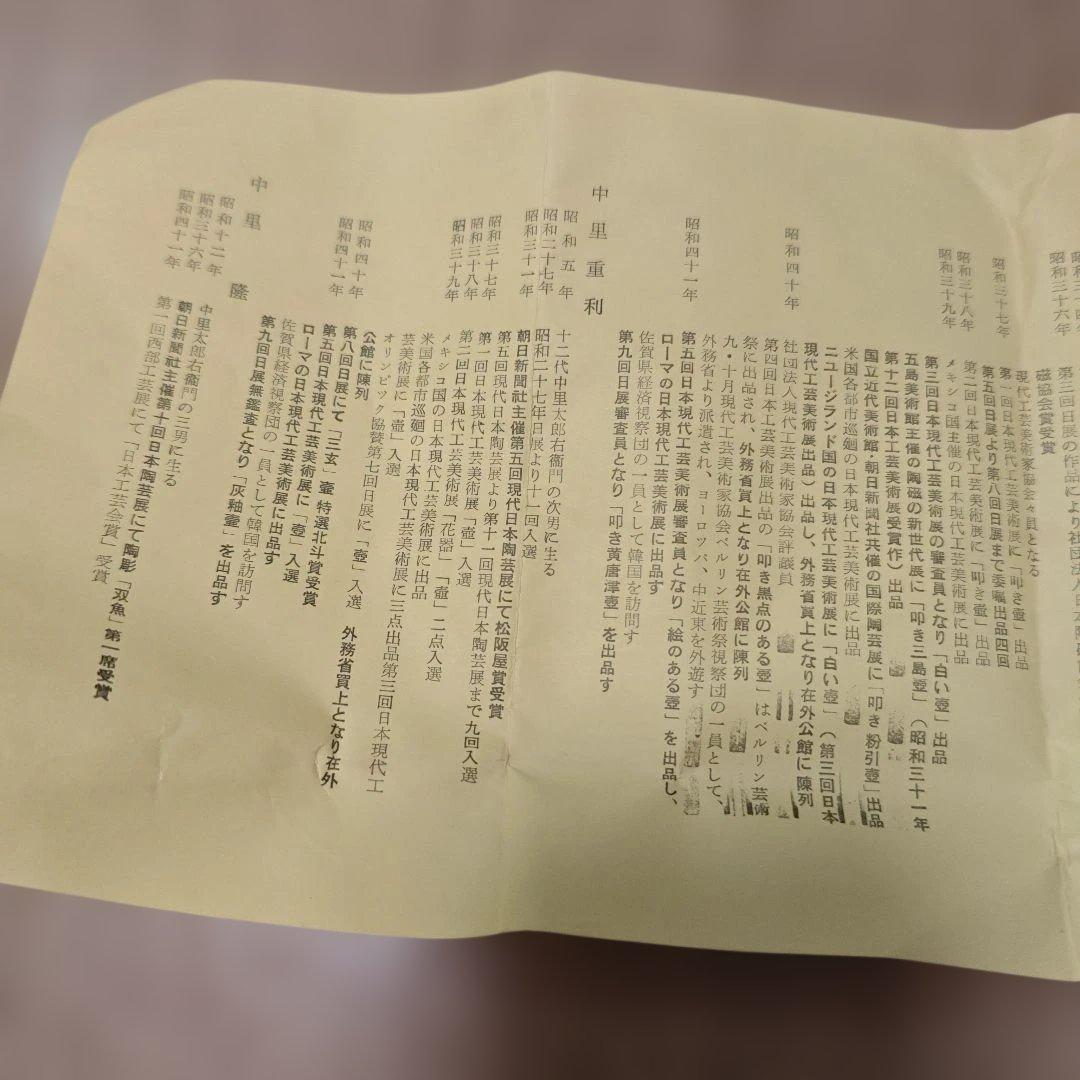 昭和三十六年
第三回日展の作品により社団法人日本陶
磁協会賞受賞
昭和三十七年
現代工芸美術家協会々員となる
第一回日本現代工芸美術展に「叩き壺」出品
第五回日展より第八回日展まで委嘱出品四回
昭和三十八年
第二回日本現代工芸美術展に「叩き壺」出品
昭和三十九年
メキシコ国主催の日本現代工芸美術展に出品
第三回日本現代工芸美術展の審査員となり「白い壺」出品
五島美術館主催の陶磁の新世代展に「叩き三島壺」（昭和三十一年
第十二回日本工芸美術展受賞作）出品
国立近代美術館・朝日新聞社共催の国際陶芸展に「叩き粉引壺」出品
米国各都市巡廻の日本現代工芸美術展に出品
ニュージランド国の日本現代工芸美術展に「白い壺」（第三回日本
現代工芸美術展出品）出品し、外務省買上となり在外公館に陳列
昭和四十年
社団法人現代工芸美術家協会評議員
第四回日本工芸美術展出品の「叩き黒点のある壺」はベルリン芸術
祭に出品され、外務省買上となり在外公館に陳列
九・十月現代工芸美術家協会ベルリン芸術祭視察団の一員として、
外務省より派遣され、ヨーロッパ、中近東を外遊す
昭和四十一年
第五回日本現代工芸美術展審査員となり「絵のある壺」を出品し、
ローマの日本現代工芸美術展に出品す
佐賀県経済視察団の一員として韓国を訪問す
第九回日展審査員となり「叩き黄唐津壺」を出品す
中里重利
昭和五年
十二代中里太郎右衞門の次男に生る
昭和二十七年
昭和二十七年日展より十一回入選
昭和三十一年
朝日新聞社主催第五回現代日本陶芸展にて松阪屋賞受賞
第五回現代日本陶芸展より第十一回現代日本陶芸展まで九回入選
昭和三十七年
第一回日本現代工芸美術展「壺」入選
昭和三十八年
第二回日本現代工芸美術展「花器」「壺」二点入選
昭和三十九年
メキシコ国の日本現代工芸美術展に出品
米国各都市巡廻の日本現代工芸美術展に三点出品第三回日本現代工
芸美術展に「壺」入選
オリンピック協賛第七回日展に「壺」入選
公館に陳列
昭和四十年
第八回日展にて「三玄」壺　特選北斗賞受賞　外務省買上となり在外
昭和四十一年
第五回日本現代工芸美術展に「壺」入選
ローマの日本現代工芸美術展に出品す
佐賀県経済視察団の一員として韓国を訪問す
第九回日展無鑑査となり「灰釉壺」を出品す
中里　隆
昭和十二年
中里太郎右衞門の三男に生る
昭和三十六年
朝日新聞社主催第十回日本陶芸展にて陶彫「双魚」第一席受賞
昭和四十一年
第一回西部工芸展にて「日本工芸会賞」受賞